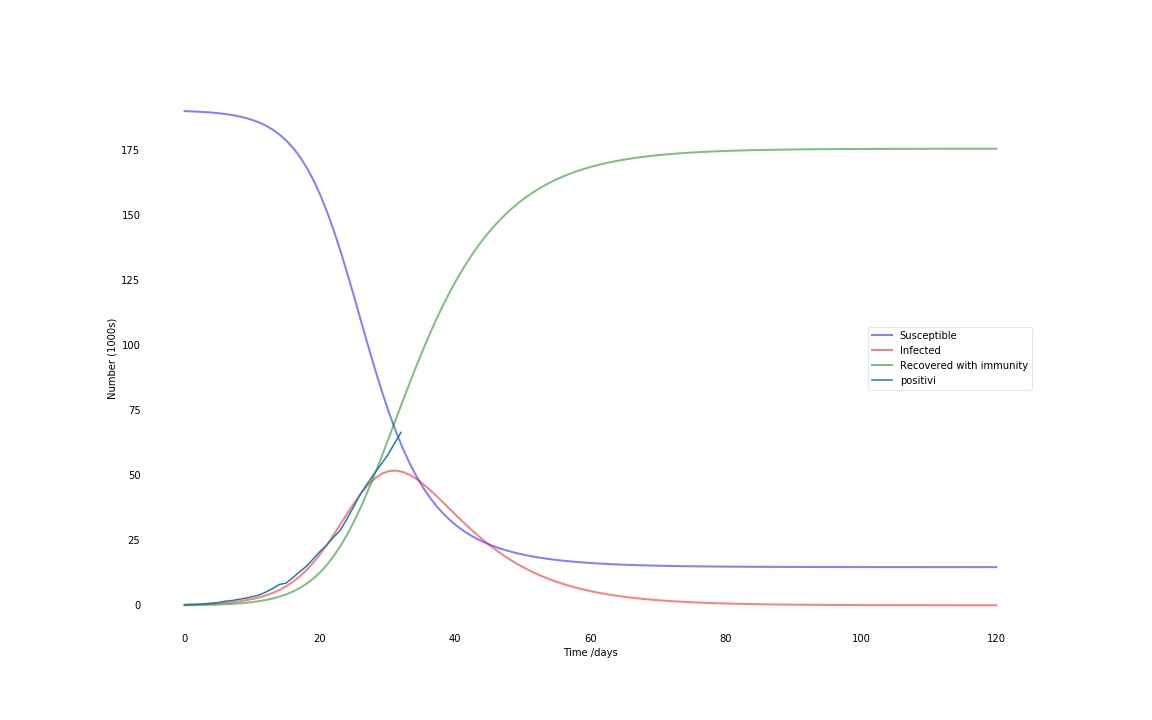 175
150
125
100
75
50
25
0
Number (1000s)
Susceptible
Infected
Recovered with immunity
positivi
0 20 40 60 80 100 120
Time /days